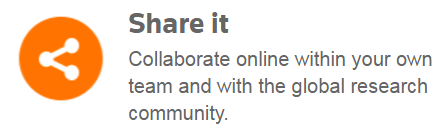 Share it
Collaborate online within your own
team and with the global research
community.